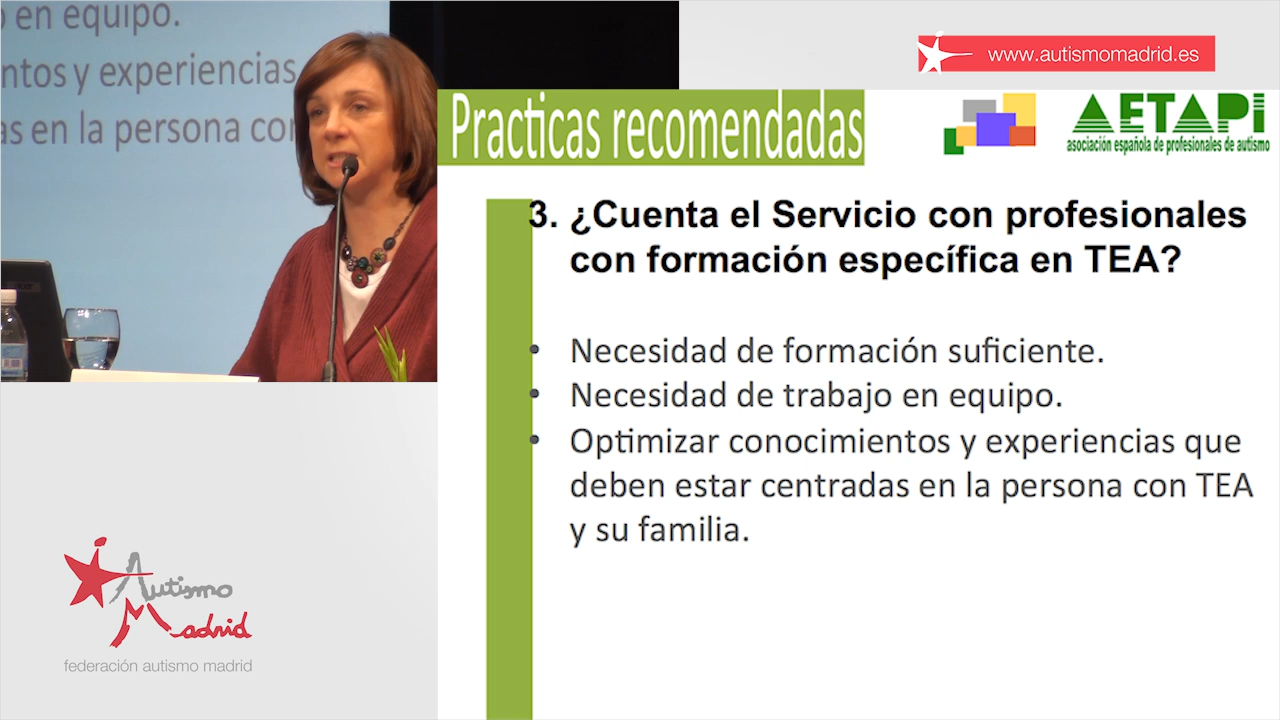 en equipo.
ntos y experiencias
as en la persona con
www.autismomadrid.es
Practicas recomendadas
AETAPI
asociación española de profesionales de autismo
3. ¿Cuenta el Servicio con profesionales
con formación específica en TEA?
• Necesidad de formación suficiente.
• Necesidad de trabajo en equipo.
• Optimizar conocimientos y experiencias que
deben estar centradas en la persona con TEA
y su familia.
Autismo
Madrid
federación autismo madrid